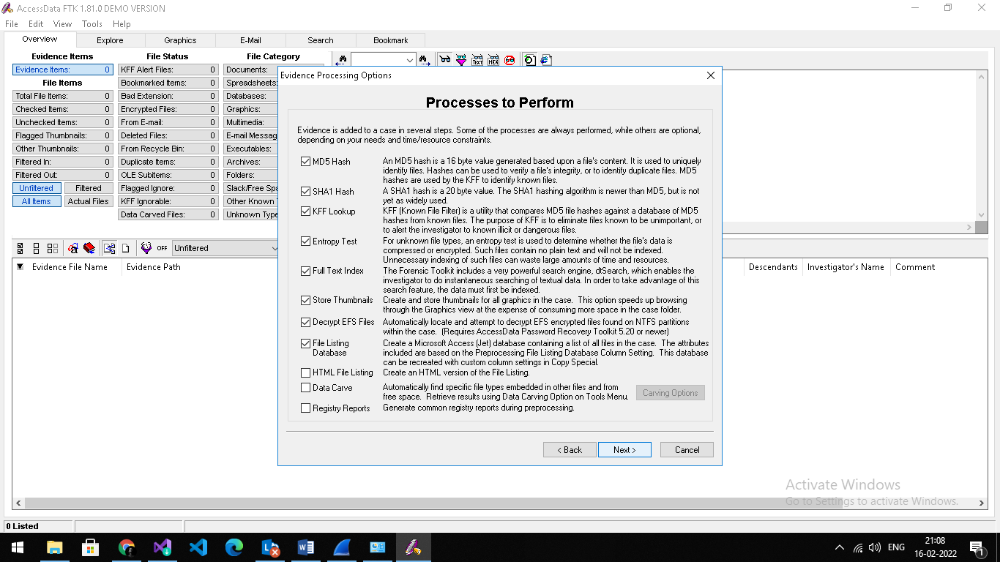 AccessData FTK 1.81.0 DEMO VERSION
File Edit View Tools Help
Overview Explore Graphics E-Mail Search Bookmark
Evidence Items File Status File Category
Evidence Items: 0 KFF Alert Files: 0 Documents:
File Items Bookmarked Items: 0 Spreadsheets:
Total File Items: 0 Bad Extension: 0 Databases:
Checked Items: 0 Encrypted Files: 0 Graphics:
Unchecked Items: 0 From E-mail: 0 Multimedia:
Flagged Thumbnails: 0 Deleted Files: 0 E-mail Messag
Other Thumbnails: 0 From Recycle Bin: 0 Executables:
Filtered In: 0 Duplicate Items: 0 Archives:
Filtered Out: 0 OLE Subitems: 0 Folders:
Unfiltered Filtered Flagged Ignore: 0 Slack/Free Spa
All Items Actual Files KFF Ignorable: 0 Other Known
Data Carved Files: 0 Unknown Type
TEXT HEX
OFF Unfiltered
Evidence File Name Evidence Path Descendants Investigator's Name Comment
Evidence Processing Options
Processes to Perform
Evidence is added to a case in several steps. Some of the processes are always performed, while others are optional,
depending on your needs and time/resource constraints.
MD5 Hash An MD5 hash is a 16 byte value generated based upon a file's content. It is used to uniquely
identify files. Hashes can be used to verify a file's integrity, or to identify duplicate files. MD5
hashes are used by the KFF to identify known files.
SHA1 Hash A SHA1 hash is a 20 byte value. The SHA1 hashing algorithm is newer than MD5, but is not
yet as widely used.
KFF Lookup KFF (Known File Filter) is a utility that compares MD5 file hashes against a database of MD5
hashes from known files. The purpose of KFF is to eliminate files known to be unimportant, or
to alert the investigator to known illicit or dangerous files.
Entropy Test For unknown file types, an entropy test is used to determine whether the file's data is
compressed or encrypted. Such files contain no plain text and will not be indexed.
Unnecessary indexing of such files can waste large amounts of time and resources.
Full Text Index The Forensic Toolkit includes a very powerful search engine, dtSearch, which enables the
investigator to do instantaneous searching of textual data. In order to take advantage of this
search feature, the data must first be indexed.
Store Thumbnails Create and store thumbnails for all graphics in the case. This option speeds up browsing
through the Graphics view at the expense of consuming more space in the case folder.
Decrypt EFS Files Automatically locate and attempt to decrypt EFS encrypted files found on NTFS partitions
within the case. (Requires AccessData Password Recovery Toolkit 5.20 or newer)
File Listing Create a Microsoft Access (Jet) database containing a list of all files in the case. The attributes
Database included are based on the Preprocessing File Listing Database Column Setting. This database
can be recreated with custom column settings in Copy Special.
HTML File Listing Create an HTML version of the File Listing.
Data Carve Automatically find specific file types embedded in other files and from
free space. Retrieve results using Data Carving Option on Tools Menu.
Carving Options
Registry Reports Generate common registry reports during preprocessing.
< Back Next > Cancel
Activate Windows
Go to Settings to activate Windows.
0 Listed
ENG 21:08
16-02-2022
1